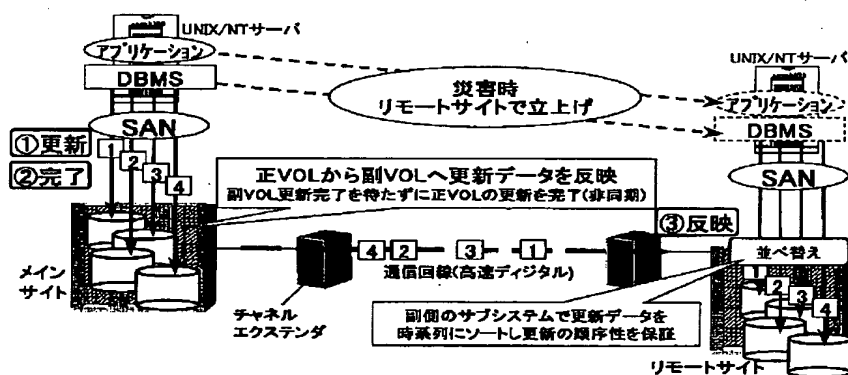 UNIX/NTサーバ
アプリケーション
DBMS
SAN
①更新
②完了
1
2
3
4
災害時
リモートサイトで立上げ
UNIX/NTサーバ
アプリケーション
DBMS
SAN
正VOLから副VOLへ更新データを反映
副VOL更新完了を待たずに正VOLの更新を完了(非同期)
③反映
4
2
3
1
通信回線(高速ディジタル)
並べ替え
メイン
サイト
チャネル
エクステンダ
副側のサブシステムで更新データを
時系列にソートし更新の順序性を保証
2
3
4
リモートサイト